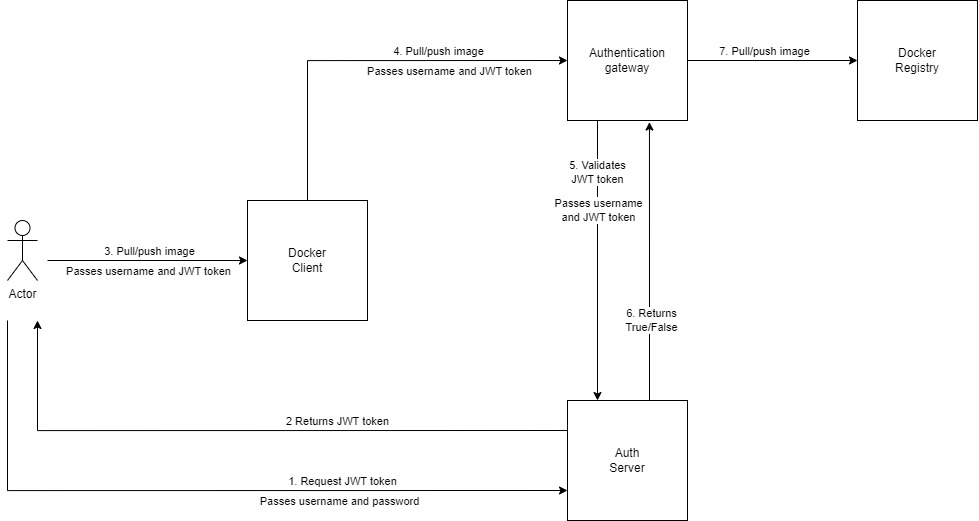 4. Pull/push image
Passes username and JWT token
Authentication
gateway
7. Pull/push image
Docker
Registry
5. Validates
JWT token
Passes username
and JWT token
3. Pull/push image
Passes username and JWT token
Docker
Client
Actor
6. Returns
True/False
2 Returns JWT token
Auth
Server
1. Request JWT token
Passes username and password